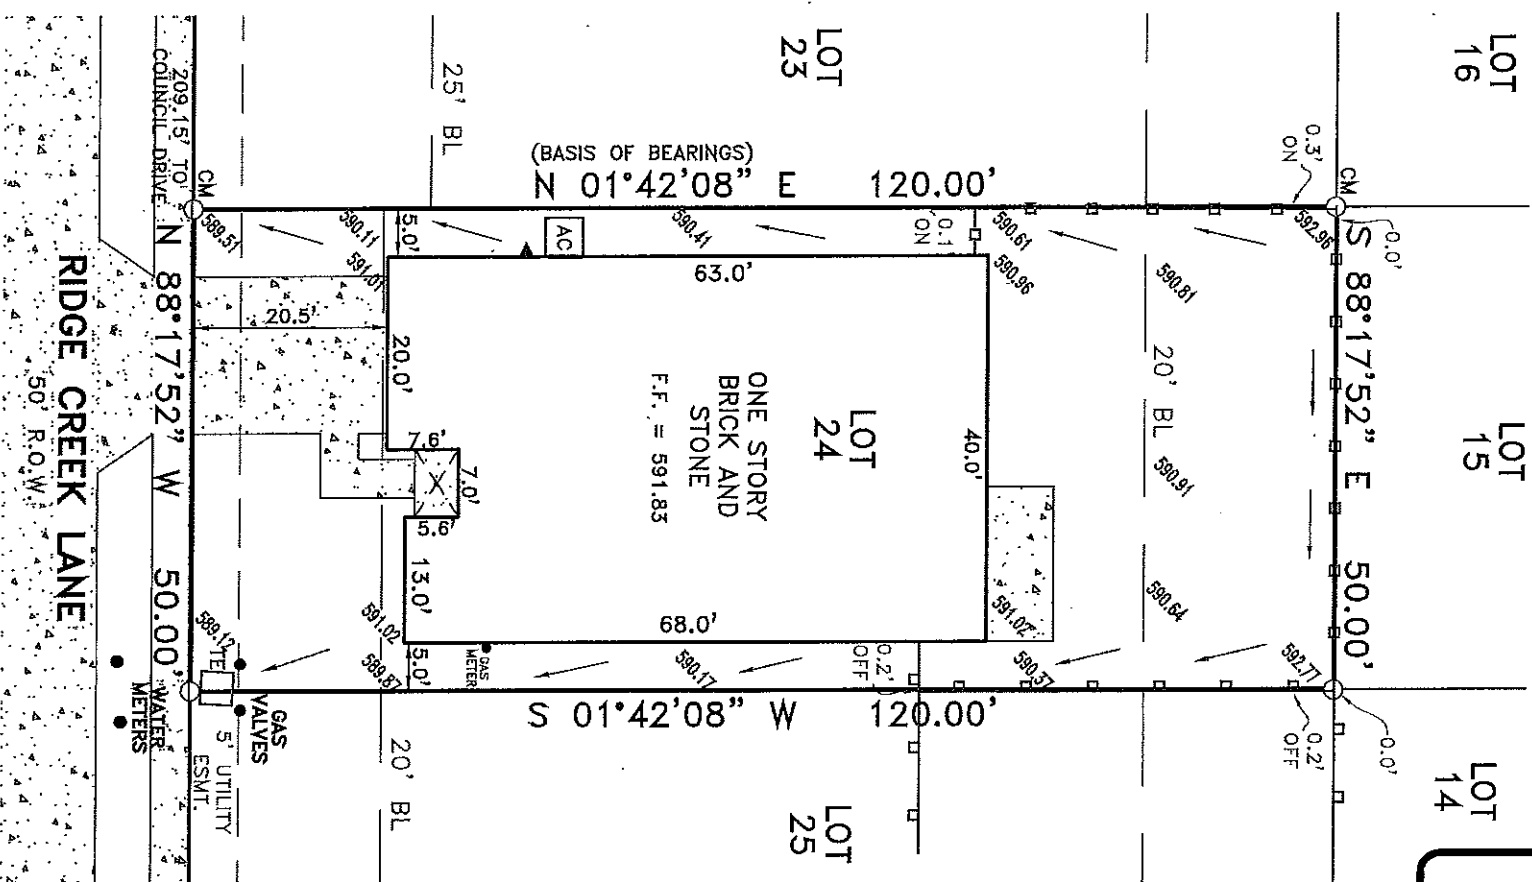 LOT
16
LOT
15
LOT
14
LOT
23
LOT
24
LOT
25
0.3'
ON
CM
0.0'
S 88°17'52" E 50.00'
592.96
592.77
0.0'
0.2'
OFF
25' BL
20' BL
20' BL
(BASIS OF BEARINGS)
N 01°42'08" E 120.00'
590.81
590.91
590.64
590.61
590.96
0.1'
ON
590.41
AC
590.11
591.01
589.51
5.0'
63.0'
40.0'
ONE STORY
BRICK AND
STONE
F.F. = 591.83
20.0'
7.6'
7.0'
5.6'
13.0'
68.0'
5.0'
20.5'
591.02
591.02
590.37
0.2'
OFF
590.17
589.87
589.12
GAS
METER
S 01°42'08" W 120.00'
TE
GAS
VALVES
WATER
METERS
5' UTILITY
ESMT.
CM
209.15' TO
COUNCIL DRIVE
N 88°17'52" W 50.00'
RIDGE CREEK LANE
50' R.O.W.